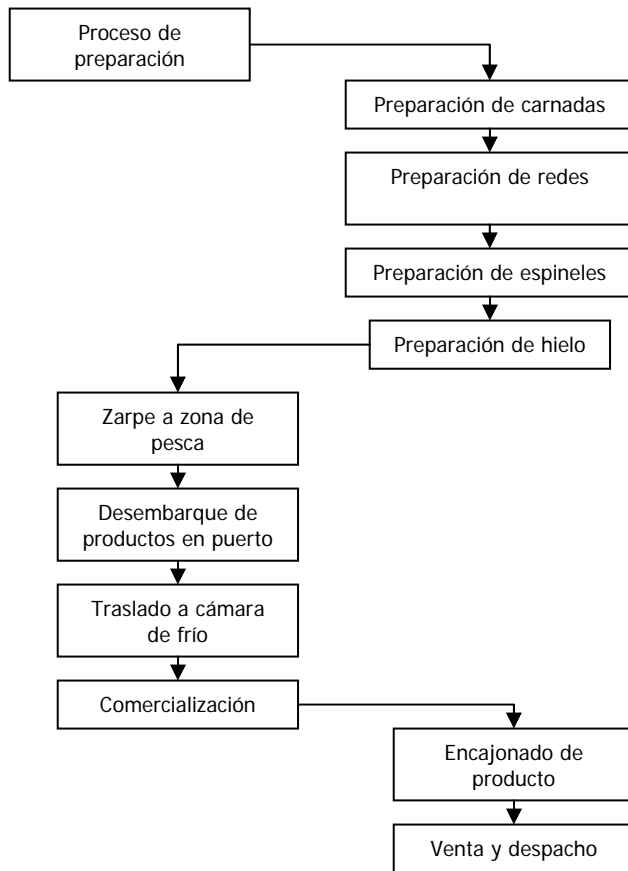 Proceso de
preparación
Preparación de carnadas
Preparación de redes
Preparación de espineles
Preparación de hielo
Zarpe a zona de
pesca
Desembarque de
productos en puerto
Traslado a cámara
de frío
Comercialización
Encajonado de
producto
Venta y despacho